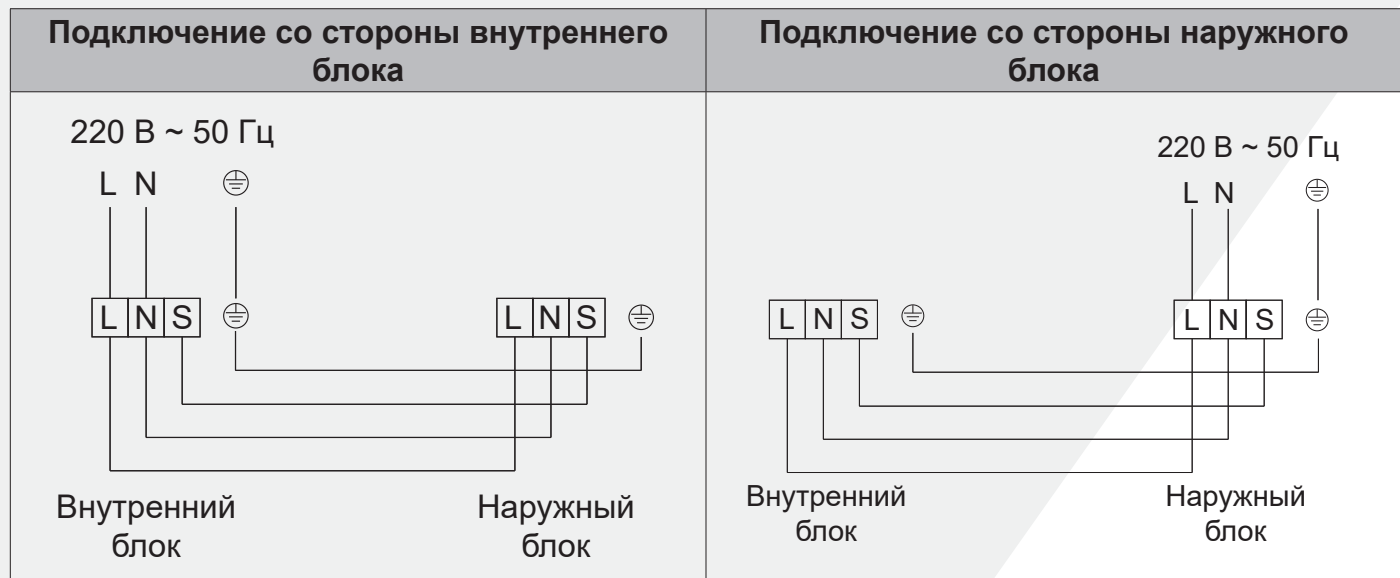 Подключение со стороны внутреннего
блока
Подключение со стороны наружного
блока
220 В ~ 50 Гц
L N
L N S
L N S
Внутренний
блок
Наружный
блок
220 В ~ 50 Гц
L N
L N S
L N S
Внутренний
блок
Наружный
блок